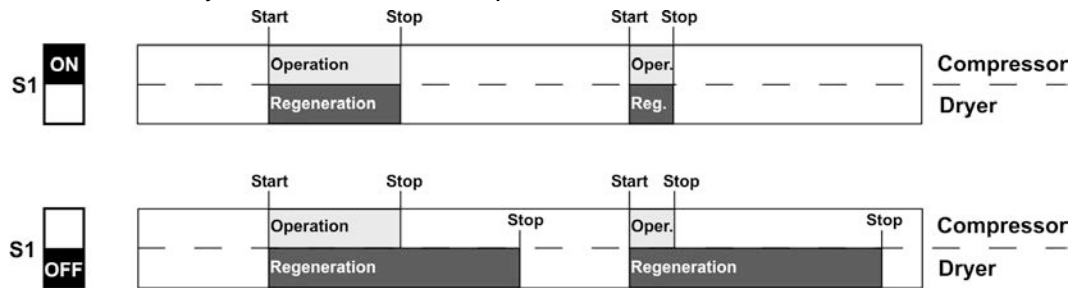 Start Stop Start Stop
S1 ON Operation Oper. Compressor
Regeneration Reg. Dryer
Start Stop Start Stop
Stop Stop
S1 Operation Oper. Compressor
OFF Regeneration Regeneration Dryer